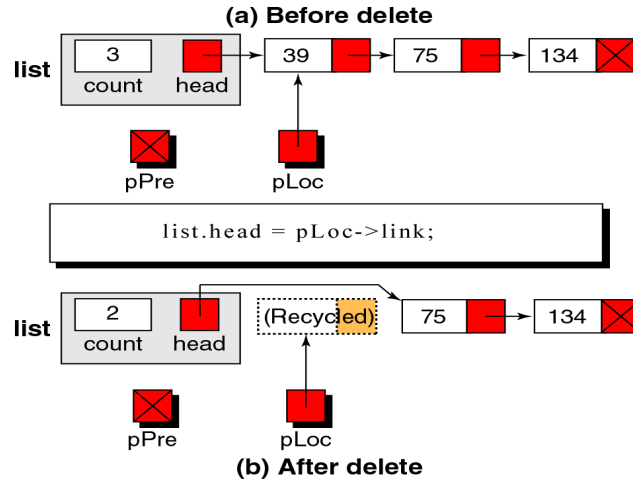 (a) Before delete
list 3 39 75 134
count head
pPre pLoc
list.head = pLoc->link;
list 2 (Recycled) 75 134
count head
pPre pLoc
(b) After delete